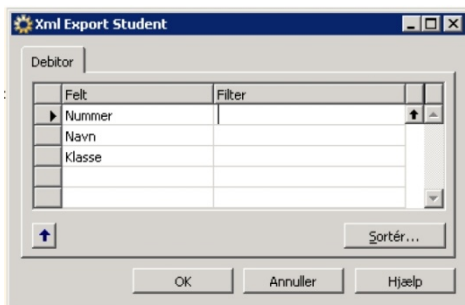 Xml Export Student
Debitor
Felt Filter
Nummer
Navn
Klasse
Sortér...
OK Annuller Hjælp